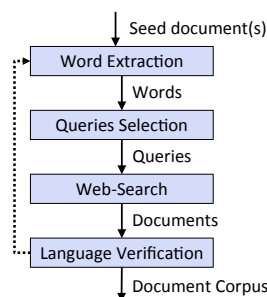 Seed document(s)
Word Extraction
Words
Queries Selection
Queries
Web-Search
Documents
Language Verification
Document Corpus